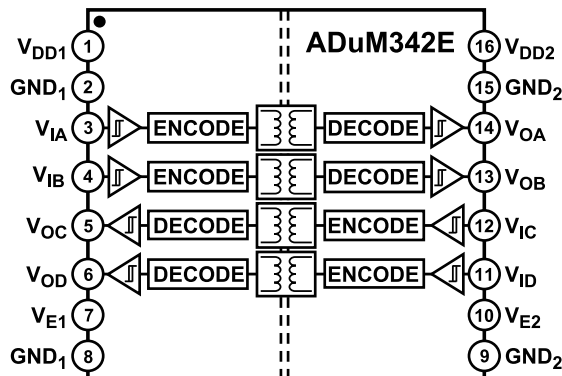 ADuM342E
VDD1 1 16 VDD2
GND1 2 15 GND2
VIA 3 ENCODE DECODE 14 VOA
VIB 4 ENCODE DECODE 13 VOB
VOC 5 DECODE ENCODE 12 VIC
VOD 6 DECODE ENCODE 11 VID
VE1 7 10 VE2
GND1 8 9 GND2